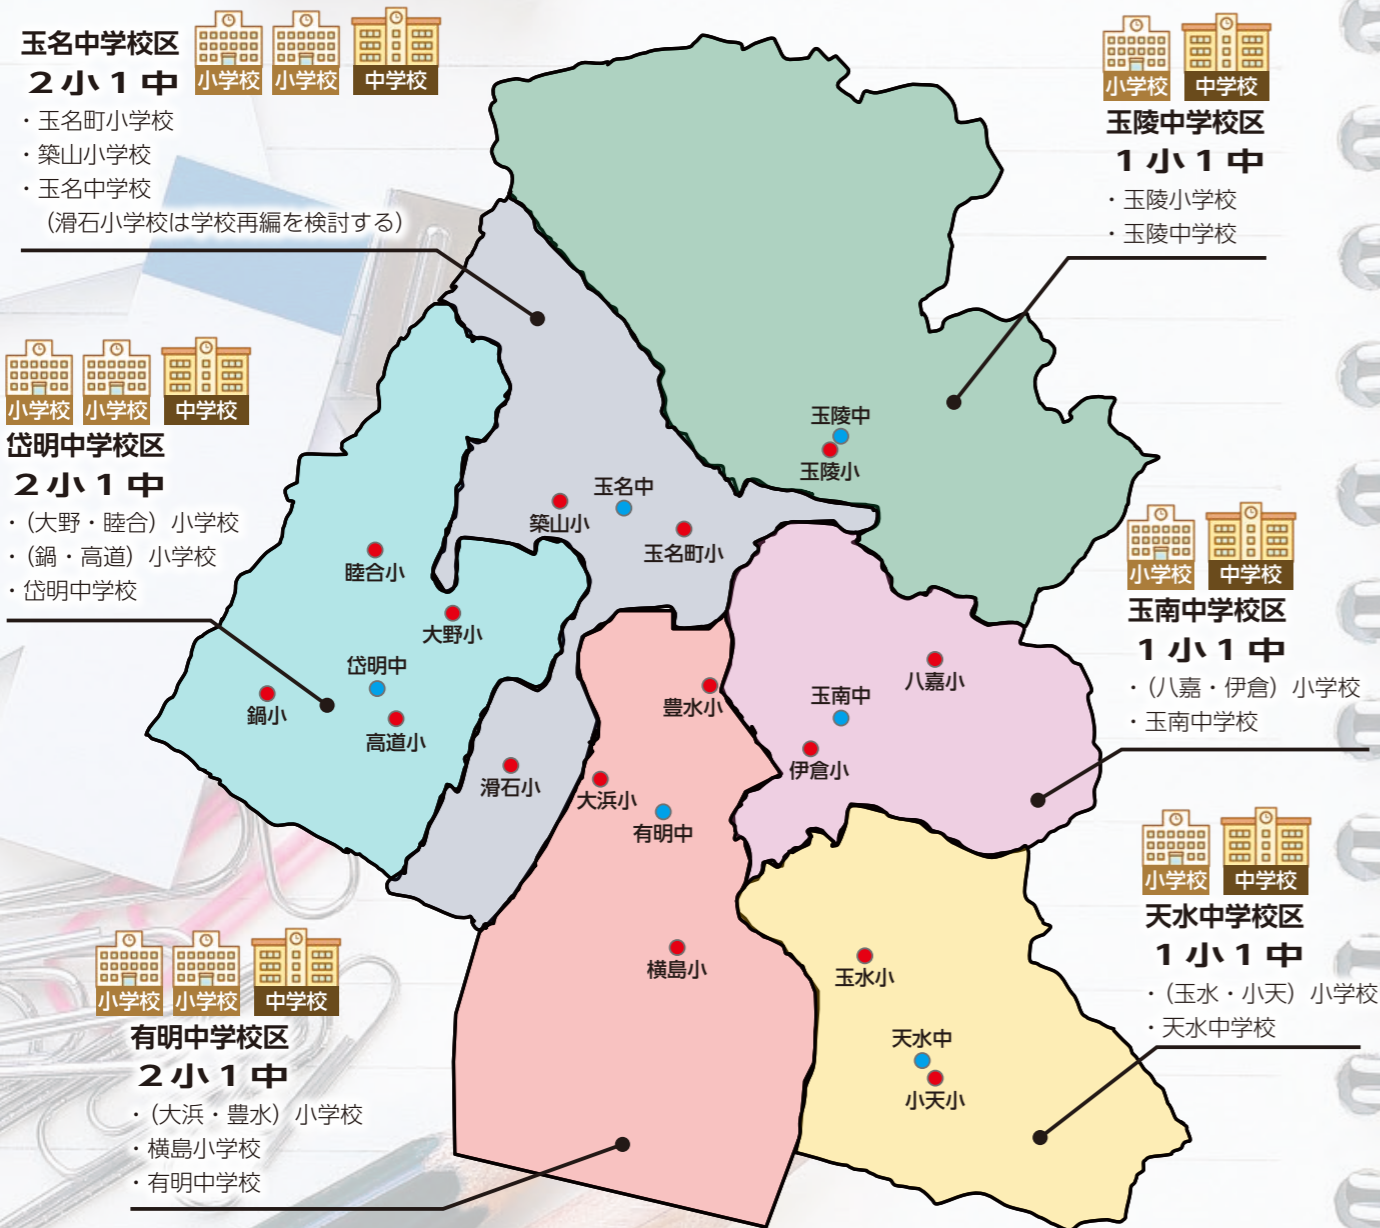 玉名中学校区
２小１中
小学校 小学校 中学校
・玉名町小学校
・築山小学校
・玉名中学校
（滑石小学校は学校再編を検討する）
小学校 中学校
玉陵中学校区
１小１中
・玉陵小学校
・玉陵中学校
小学校 小学校 中学校
岱明中学校区
２小１中
・（大野・睦合）小学校
・（鍋・高道）小学校
・岱明中学校
小学校 中学校
玉南中学校区
１小１中
・（八嘉・伊倉）小学校
・玉南中学校
小学校 中学校
天水中学校区
１小１中
・（玉水・小天）小学校
・天水中学校
小学校 小学校 中学校
有明中学校区
２小１中
・（大浜・豊水）小学校
・横島小学校
・有明中学校
玉陵中
玉陵小
玉名中
築山小
玉名町小
睦合小
大野小
岱明中
鍋小
高道小
滑石小
豊水小
大浜小
有明中
横島小
八嘉小
玉南中
伊倉小
玉水小
天水中
小天小